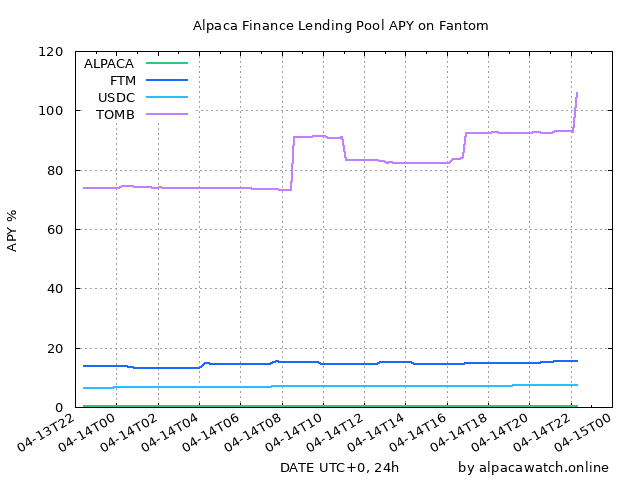 Alpaca Finance Lending Pool APY on Fantom
120
100
80
60
40
20
0
APY %
ALPACA
FTM
USDC
TOMB
04-13T22
04-14T00
04-14T02
04-14T04
04-14T06
04-14T08
04-14T10
04-14T12
04-14T14
04-14T16
04-14T18
04-14T20
04-14T22
04-15T00
DATE UTC+0, 24h
by alpacawatch.online